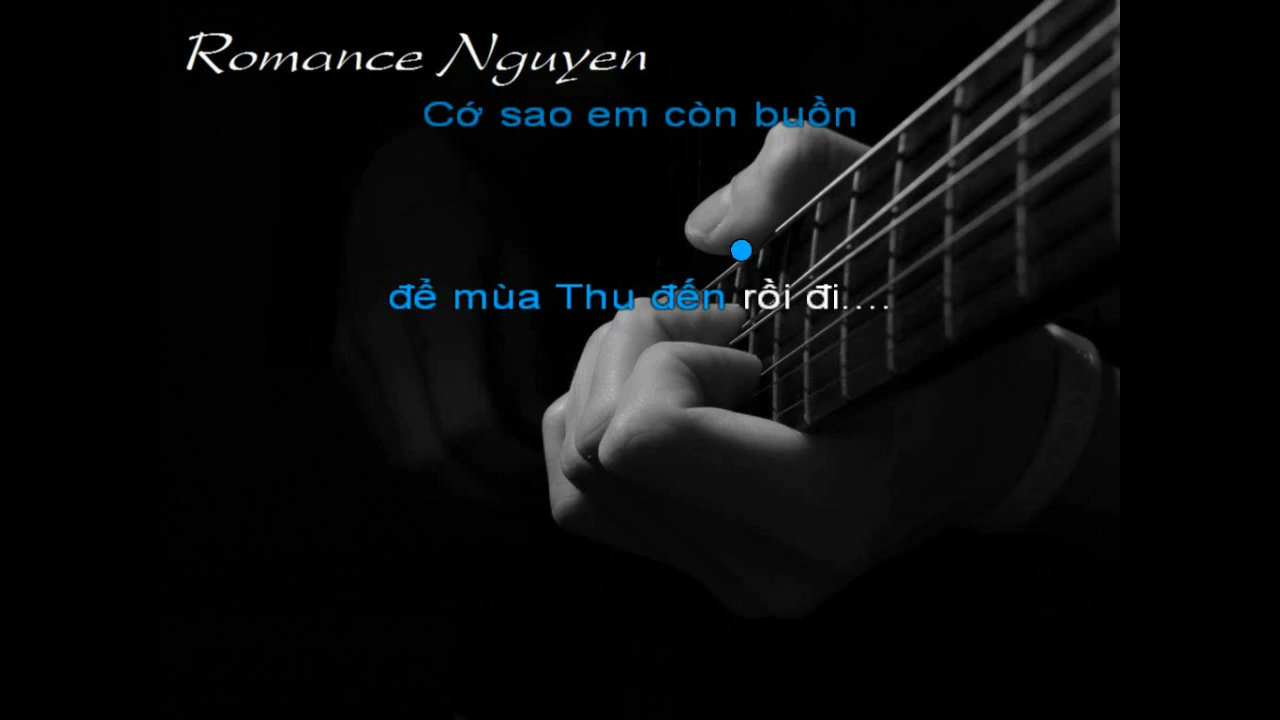 Romance Nguyen
Cớ sao em còn buồn
để mùa Thu đến rồi đi....